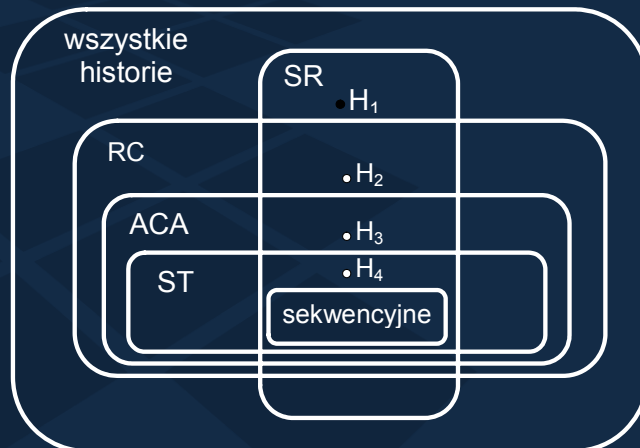 wszystkie
historie
SR
H₁
RC
H₂
ACA
H₃
H₄
ST
sekwencyjne